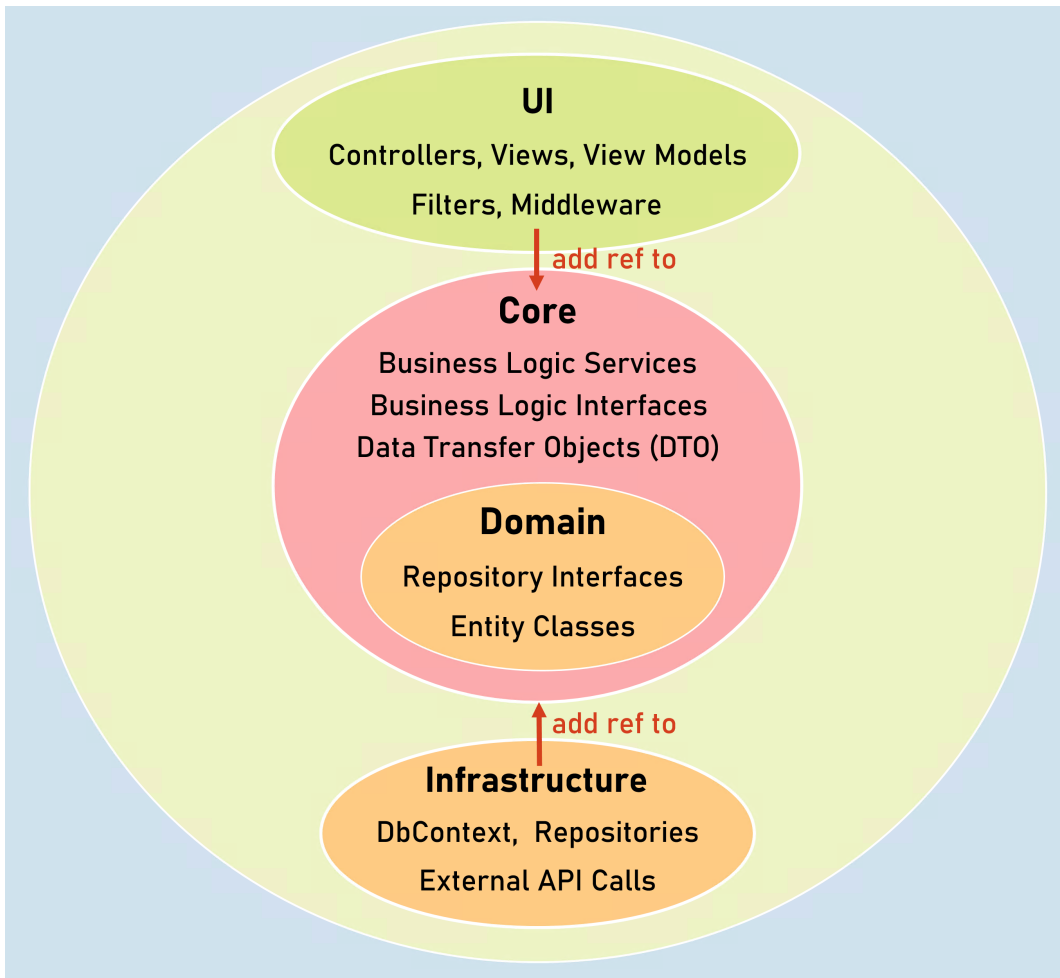 UI
Controllers, Views, View Models
Filters, Middleware
add ref to
Core
Business Logic Services
Business Logic Interfaces
Data Transfer Objects (DTO)
Domain
Repository Interfaces
Entity Classes
add ref to
Infrastructure
DbContext, Repositories
External API Calls